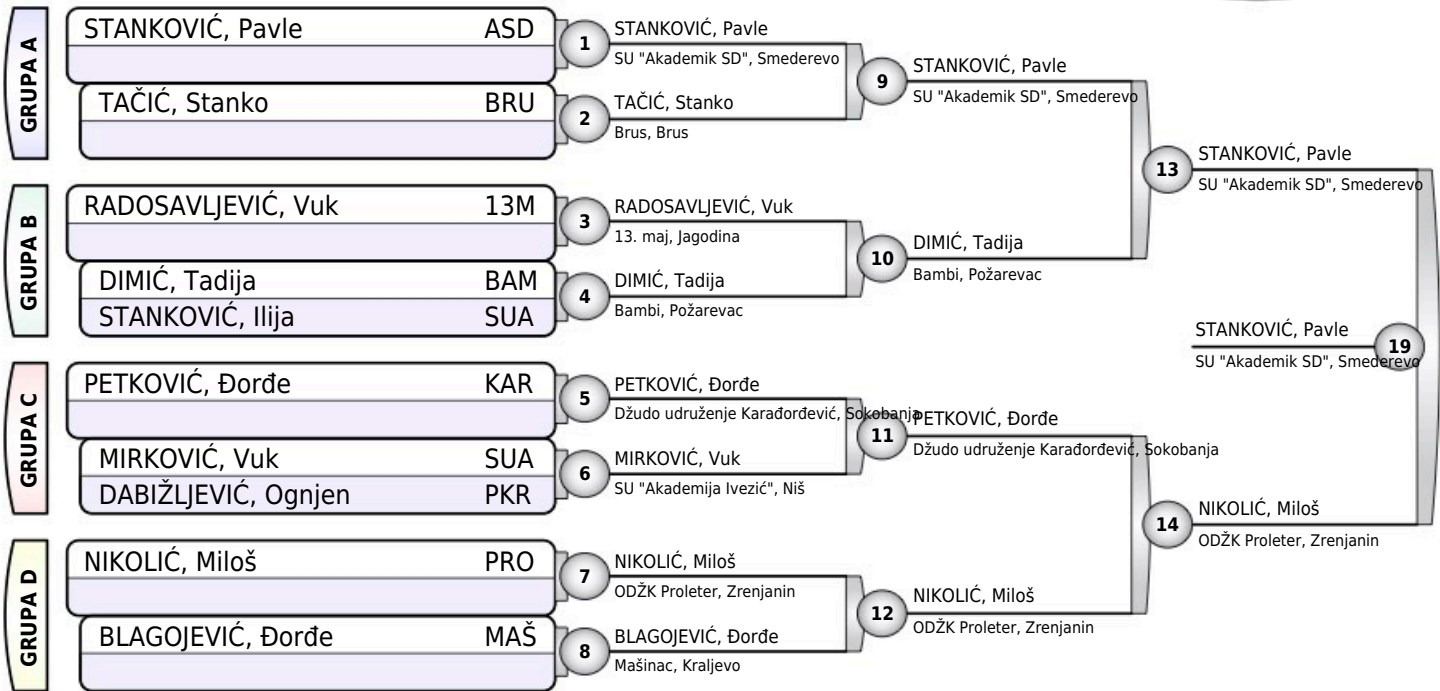 GRUPA A
STANKOVIĆ, Pavle ASD
TAČIĆ, Stanko BRU
1
STANKOVIĆ, Pavle
SU "Akademik SD", Smederevo
2
TAČIĆ, Stanko
Brus, Brus
9
STANKOVIĆ, Pavle
SU "Akademik SD", Smederevo
GRUPA B
RADOSAVLJEVIĆ, Vuk 13M
DIMIĆ, Tadija BAM
STANKOVIĆ, Ilija SUA
3
RADOSAVLJEVIĆ, Vuk
13. maj, Jagodina
4
DIMIĆ, Tadija
Bambi, Požarevac
10
DIMIĆ, Tadija
Bambi, Požarevac
13
STANKOVIĆ, Pavle
SU "Akademik SD", Smederevo
GRUPA C
PETKOVIĆ, Đorđe KAR
MIRKOVIĆ, Vuk SUA
DABIŽLJEVIĆ, Ognjen PKR
5
PETKOVIĆ, Đorđe
Džudo udruženje Karađorđević, Sokobanja
6
MIRKOVIĆ, Vuk
SU "Akademija Ivezić", Niš
11
PETKOVIĆ, Đorđe
Džudo udruženje Karađorđević, Sokobanja
GRUPA D
NIKOLIĆ, Miloš PRO
BLAGOJEVIĆ, Đorđe MAŠ
7
NIKOLIĆ, Miloš
ODŽK Proleter, Zrenjanin
8
BLAGOJEVIĆ, Đorđe
Mašinac, Kraljevo
12
NIKOLIĆ, Miloš
ODŽK Proleter, Zrenjanin
14
NIKOLIĆ, Miloš
ODŽK Proleter, Zrenjanin
19
STANKOVIĆ, Pavle
SU "Akademik SD", Smederevo